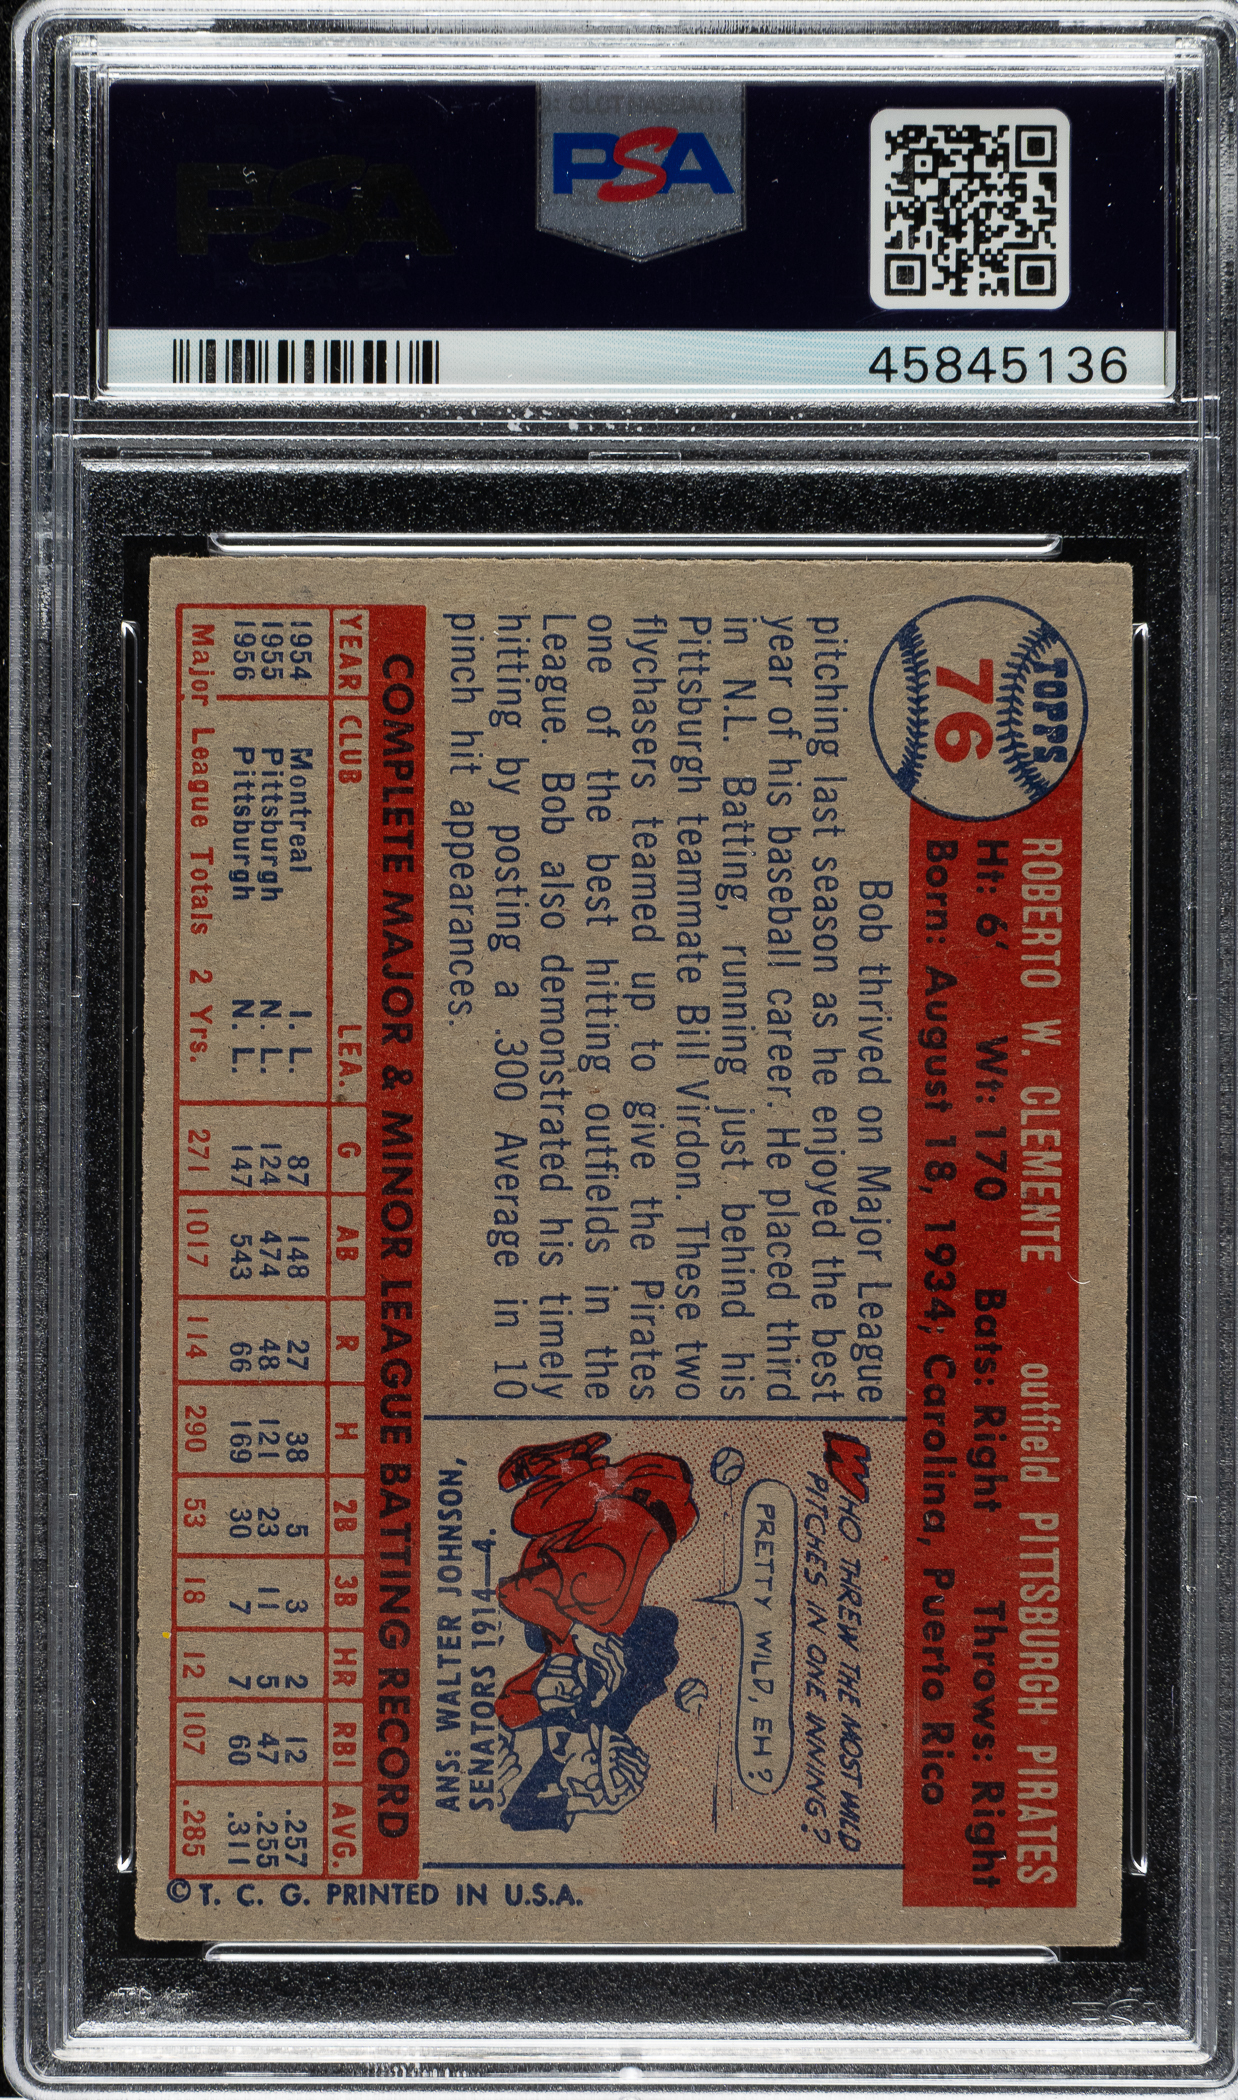 PSA
PSA
45845136
TOPPS
76
ROBERTO W. CLEMENTE outfield PITTSBURGH PIRATES
Ht: 6' Wt: 170 Bats: Right Throws: Right
Born: August 18, 1934; Carolina, Puerto Rico
Bob thrived on Major League
pitching last season as he enjoyed the best
year of his baseball career. He placed third
in N.L. Batting, running just behind his
Pittsburgh teammate Bill Virdon. These two
flychasers teamed up to give the Pirates
one of the best hitting outfields in the
League. Bob also demonstrated his timely
hitting by posting a .300 Average in 10
pinch hit appearances.
WHO THREW THE MOST WILD
PITCHES IN ONE INNING?
PRETTY WILD, EH?
ANS: WALTER JOHNSON,
SENATORS 1914—4.
COMPLETE MAJOR & MINOR LEAGUE BATTING RECORD
YEAR CLUB LEA. G AB R H 2B 3B HR RBI AVG.
1954 Montreal I. L. 87 148 27 38 5 3 2 12 .257
1955 Pittsburgh N. L. 124 474 48 121 23 11 5 47 .255
1956 Pittsburgh N. L. 147 543 66 169 30 7 7 60 .311
Major League Totals 2 Yrs. 271 1017 114 290 53 18 12 107 .285
© T. C. G. PRINTED IN U.S.A.